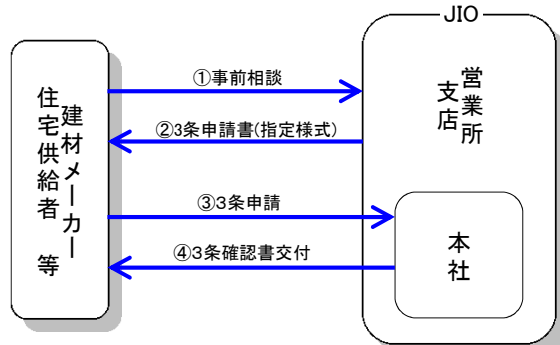 JIO
①事前相談
②3条申請書(指定様式)
③3条申請
④3条確認書交付
建材メーカー
住宅供給者 等
営業所
支店
本社